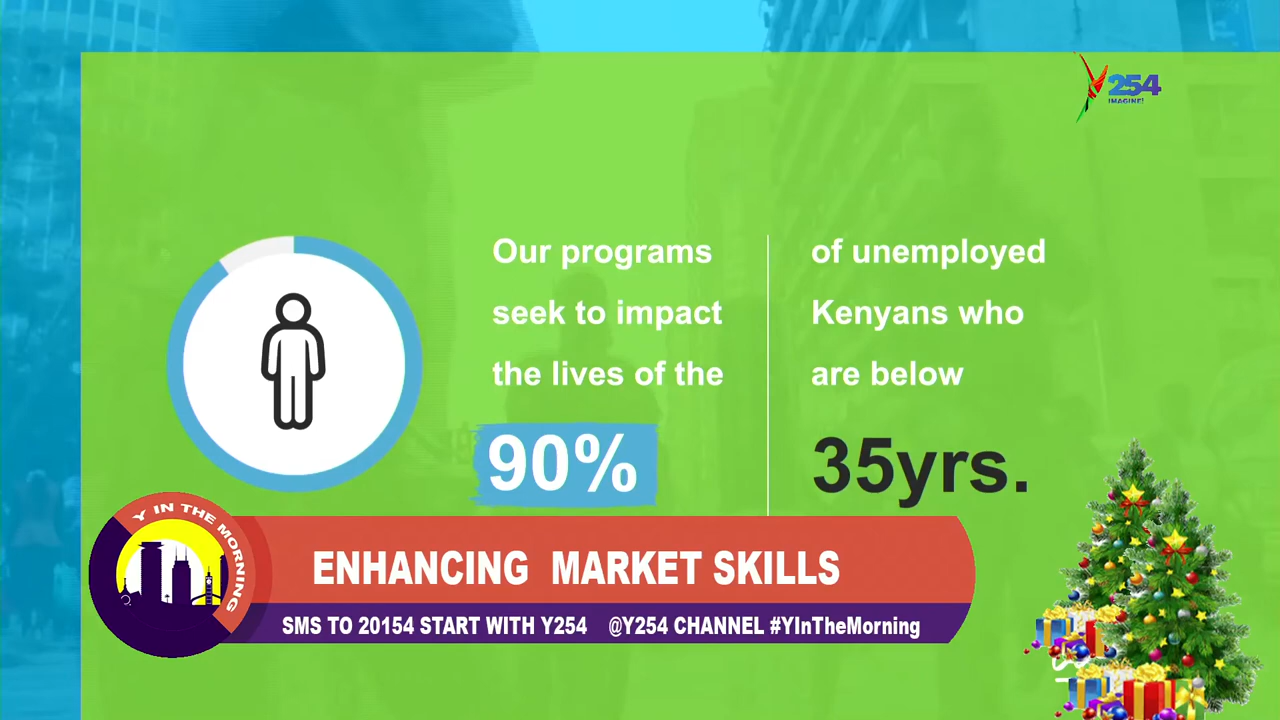 254
IMAGINE!
Our programs
seek to impact
the lives of the
90%
of unemployed
Kenyans who
are below
35yrs.
Y IN THE MORNING
ENHANCING MARKET SKILLS
SMS TO 20154 START WITH Y254 @Y254 CHANNEL #YInTheMorning